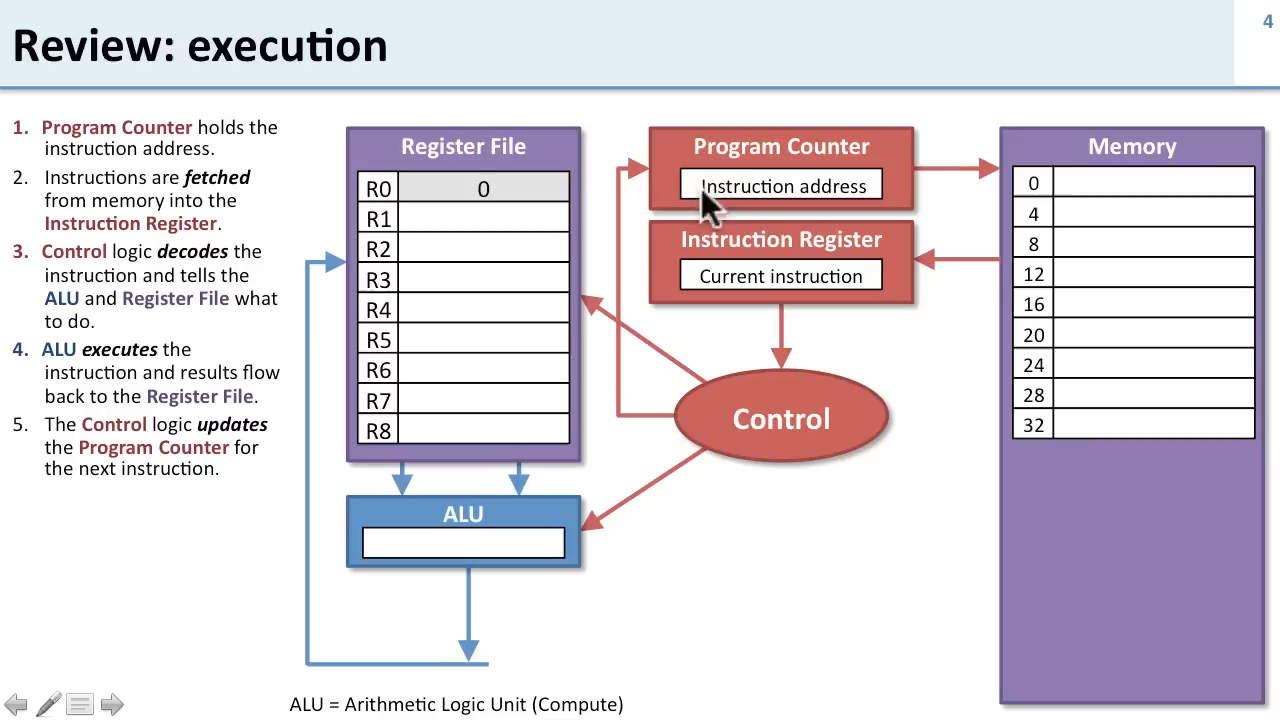 Review: execution
4
1. Program Counter holds the
instruction address.
2. Instructions are fetched
from memory into the
Instruction Register.
3. Control logic decodes the
instruction and tells the
ALU and Register File what
to do.
4. ALU executes the
instruction and results flow
back to the Register File.
5. The Control logic updates
the Program Counter for
the next instruction.
Register File
R0 0
R1
R2
R3
R4
R5
R6
R7
R8
ALU
Program Counter
Instruction address
Instruction Register
Current instruction
Control
Memory
0
4
8
12
16
20
24
28
32
ALU = Arithmetic Logic Unit (Compute)